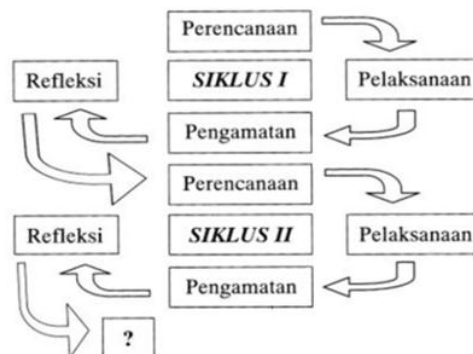 Perencanaan
Refleksi
SIKLUS I
Pelaksanaan
Pengamatan
Perencanaan
Refleksi
SIKLUS II
Pelaksanaan
Pengamatan
?